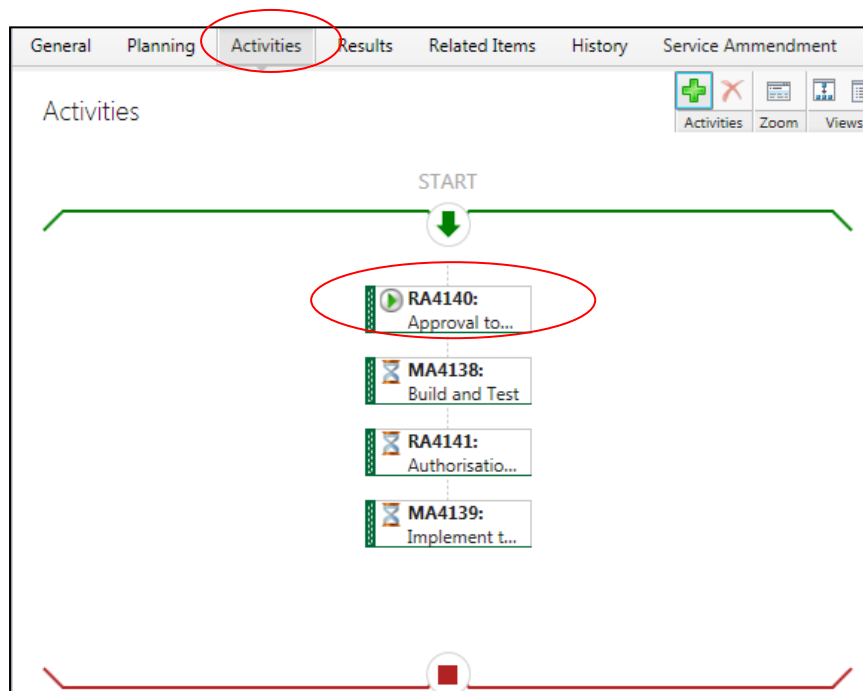 General Planning Activities Results Related Items History Service Ammendment
Activities
Activities Zoom Views
START
RA4140:
Approval to...
MA4138:
Build and Test
RA4141:
Authorisatio...
MA4139:
Implement t...